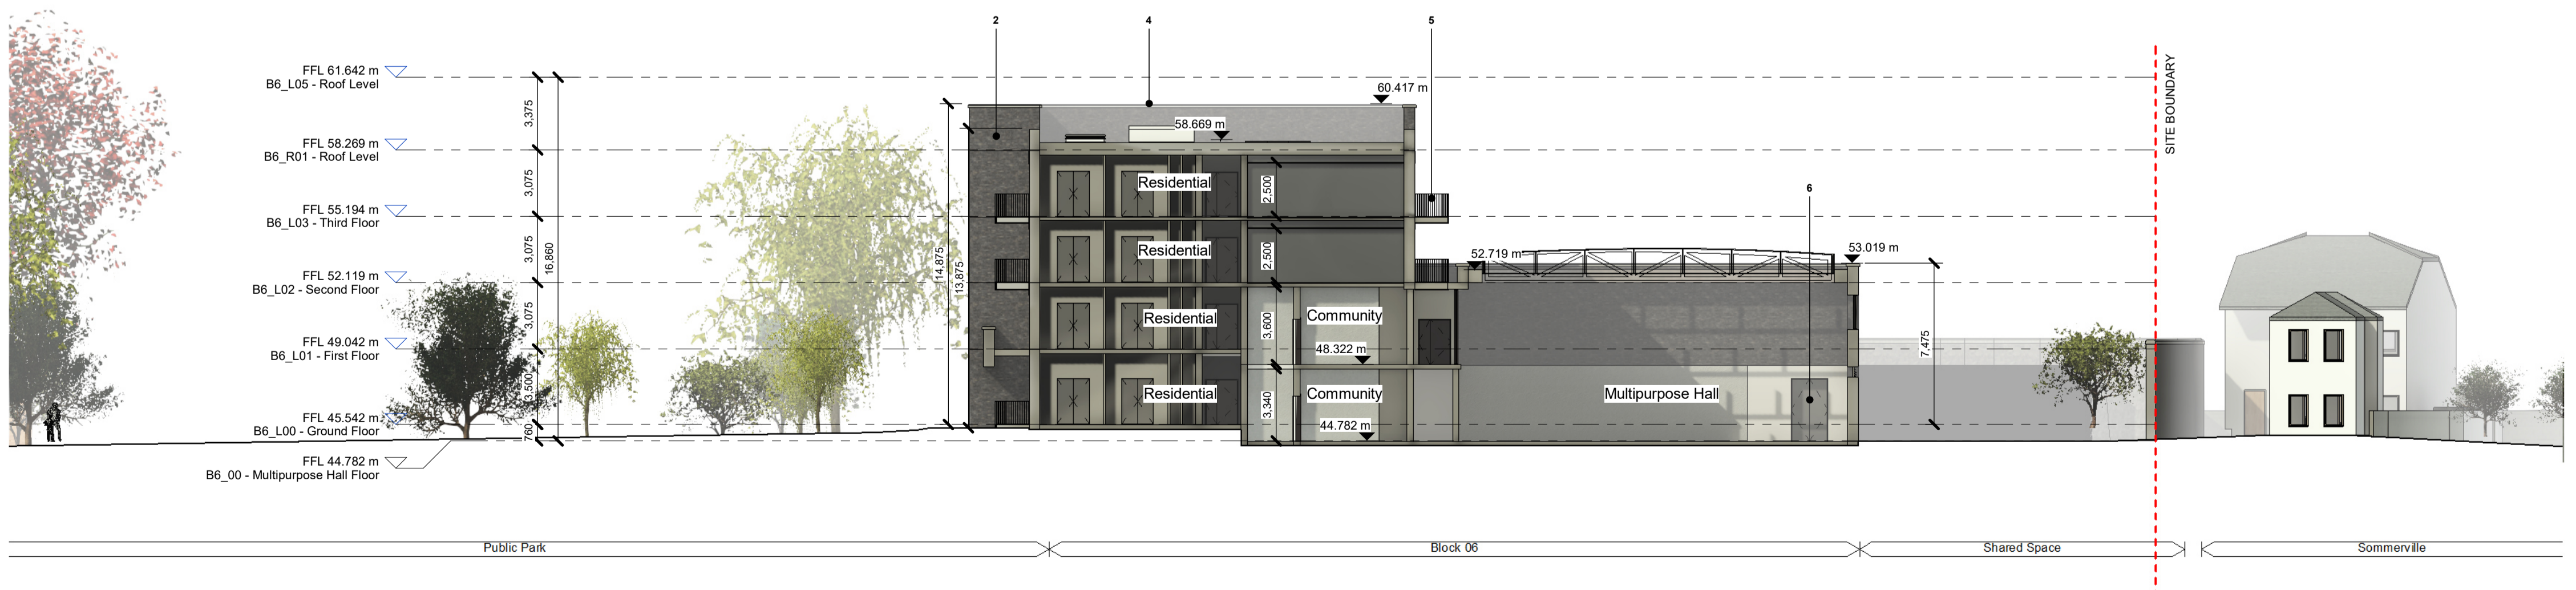 2
4
5
FFL 61.642 m
B6_L05 - Roof Level
SITE BOUNDARY
60.417 m
3,375
58.669 m
FFL 58.269 m
B6_R01 - Roof Level
Residential
2,500
3,075
6
FFL 55.194 m
B6_L03 - Third Floor
3,075
16,860
14,875
13,875
Residential
2,500
52.719 m
53.019 m
FFL 52.119 m
B6_L02 - Second Floor
3,075
Residential
3,600
Community
48.322 m
7,475
FFL 49.042 m
B6_L01 - First Floor
3,500
Residential
3,340
Community
Multipurpose Hall
FFL 45.542 m
B6_L00 - Ground Floor
760
44.782 m
FFL 44.782 m
B6_00 - Multipurpose Hall Floor
Public Park
Block 06
Shared Space
Sommerville